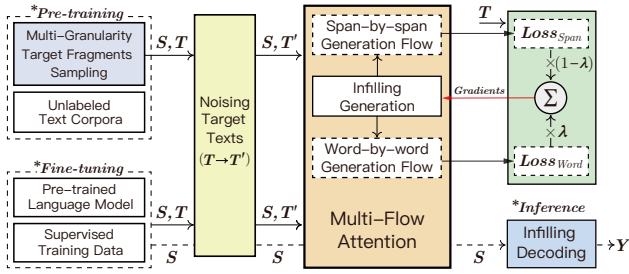 *Pre-training
Multi-Granularity
Target Fragments
Sampling
Unlabeled
Text Corpora
*Fine-tuning
Pre-trained
Language Model
Supervised
Training Data
S, T
S, T
S
Noising
Target
Texts
(T→T′)
S, T′
S, T′
Span-by-span
Generation Flow
Infilling
Generation
Word-by-word
Generation Flow
Multi-Flow
Attention
T
Loss_Span
×(1−λ)
Gradients
Σ
×λ
Loss_Word
*Inference
S
Infilling
Decoding
Y